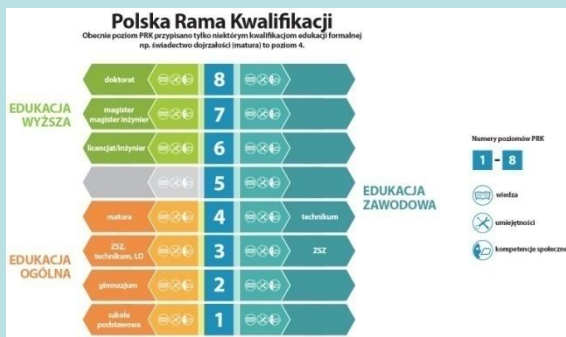 Polska Rama Kwalifikacji
Obecnie poziom PRK przypisano tylko niektórym kwalifikacjom edukacji formalnej
np. świadectwo dojrzałości (matura) to poziom 4.
EDUKACJA
WYŻSZA
doktorat
8
magister
magister inżynier
7
licencjat/inżynier
6
5
EDUKACJA
ZAWODOWA
EDUKACJA
OGÓLNA
matura
4
technikum
ZSZ,
technikum, LO
3
ZSZ
gimnazjum
2
szkoła
podstawowa
1
Numery poziomów PRK
1 - 8
wiedza
umiejętności
kompetencje społeczne